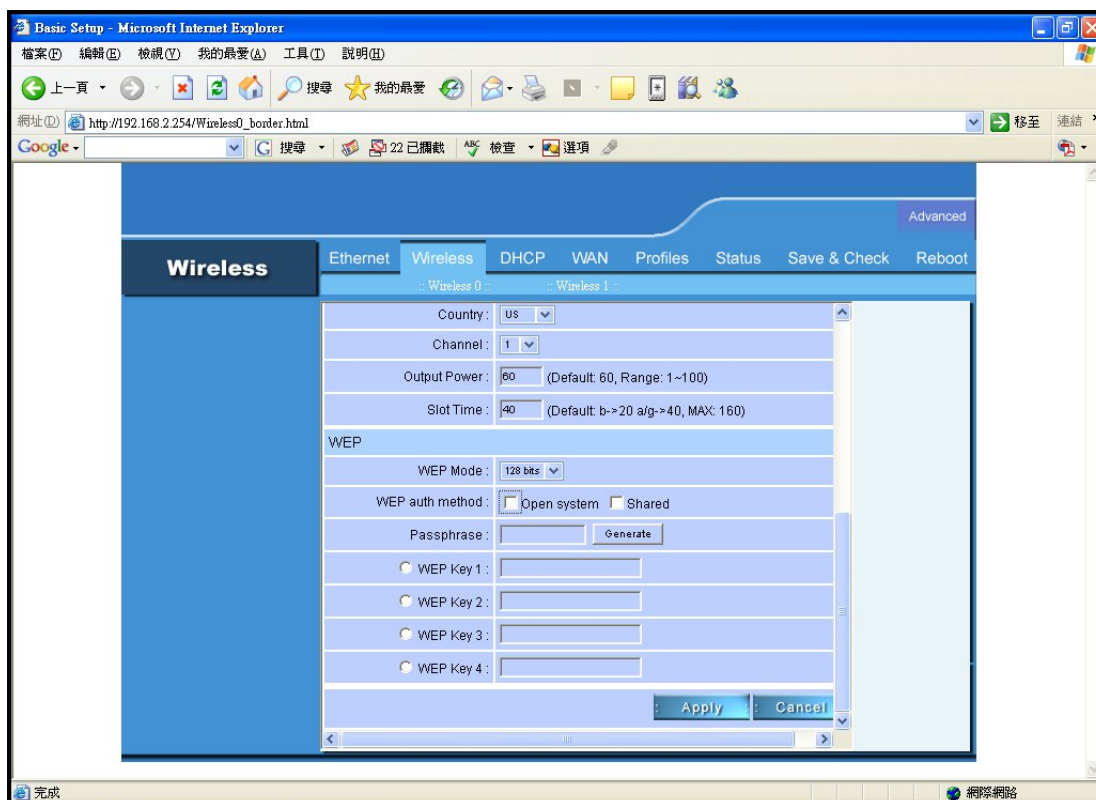 Basic Setup - Microsoft Internet Explorer
檔案(F) 編輯(E) 檢視(V) 我的最愛(A) 工具(T) 說明(H)
上一頁 搜尋 我的最愛
網址(D) http://192.168.2.254/Wireless0_border.html 移至 連結 »
Google 搜尋 22 已攔截 ABC 檢查 選項
Advanced
Wireless
Ethernet Wireless DHCP WAN Profiles Status Save & Check Reboot
:: Wireless 0 :: :: Wireless 1 ::
Country : US
Channel : 1
Output Power : 60 (Default: 60, Range: 1~100)
Slot Time : 40 (Default: b->20 a/g->40, MAX: 160)
WEP
WEP Mode : 128 bits
WEP auth method : Open system Shared
Passphrase : Generate
WEP Key 1 :
WEP Key 2 :
WEP Key 3 :
WEP Key 4 :
Apply Cancel
完成 網際網路